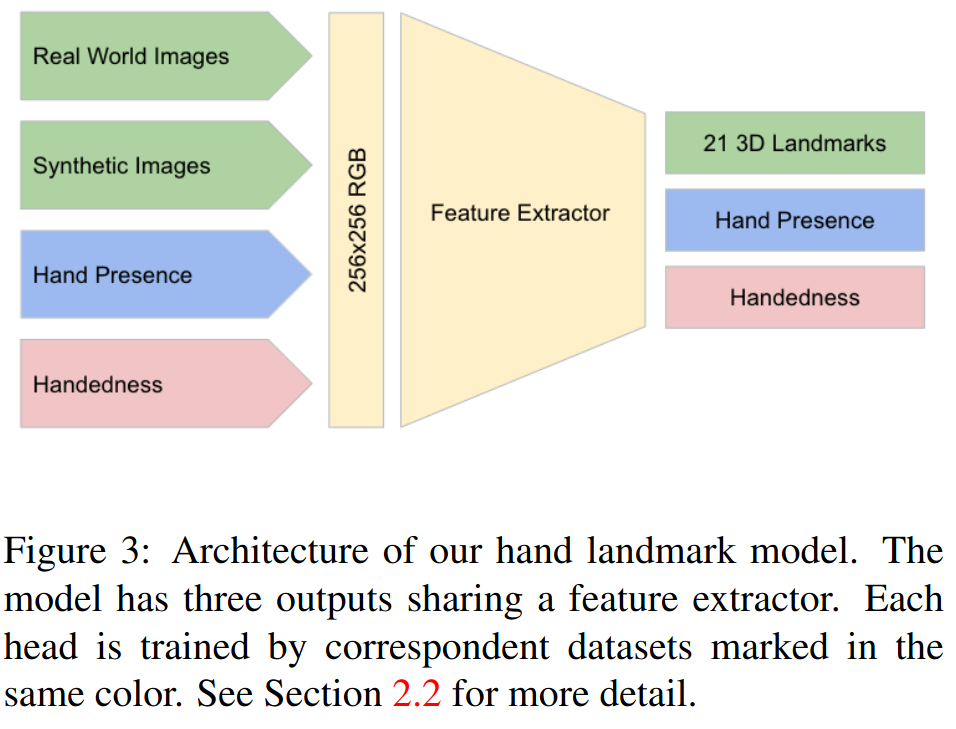 Real World Images
Synthetic Images
Hand Presence
Handedness
256x256 RGB
Feature Extractor
21 3D Landmarks
Hand Presence
Handedness
Figure 3: Architecture of our hand landmark model. The
model has three outputs sharing a feature extractor. Each
head is trained by correspondent datasets marked in the
same color. See Section 2.2 for more detail.